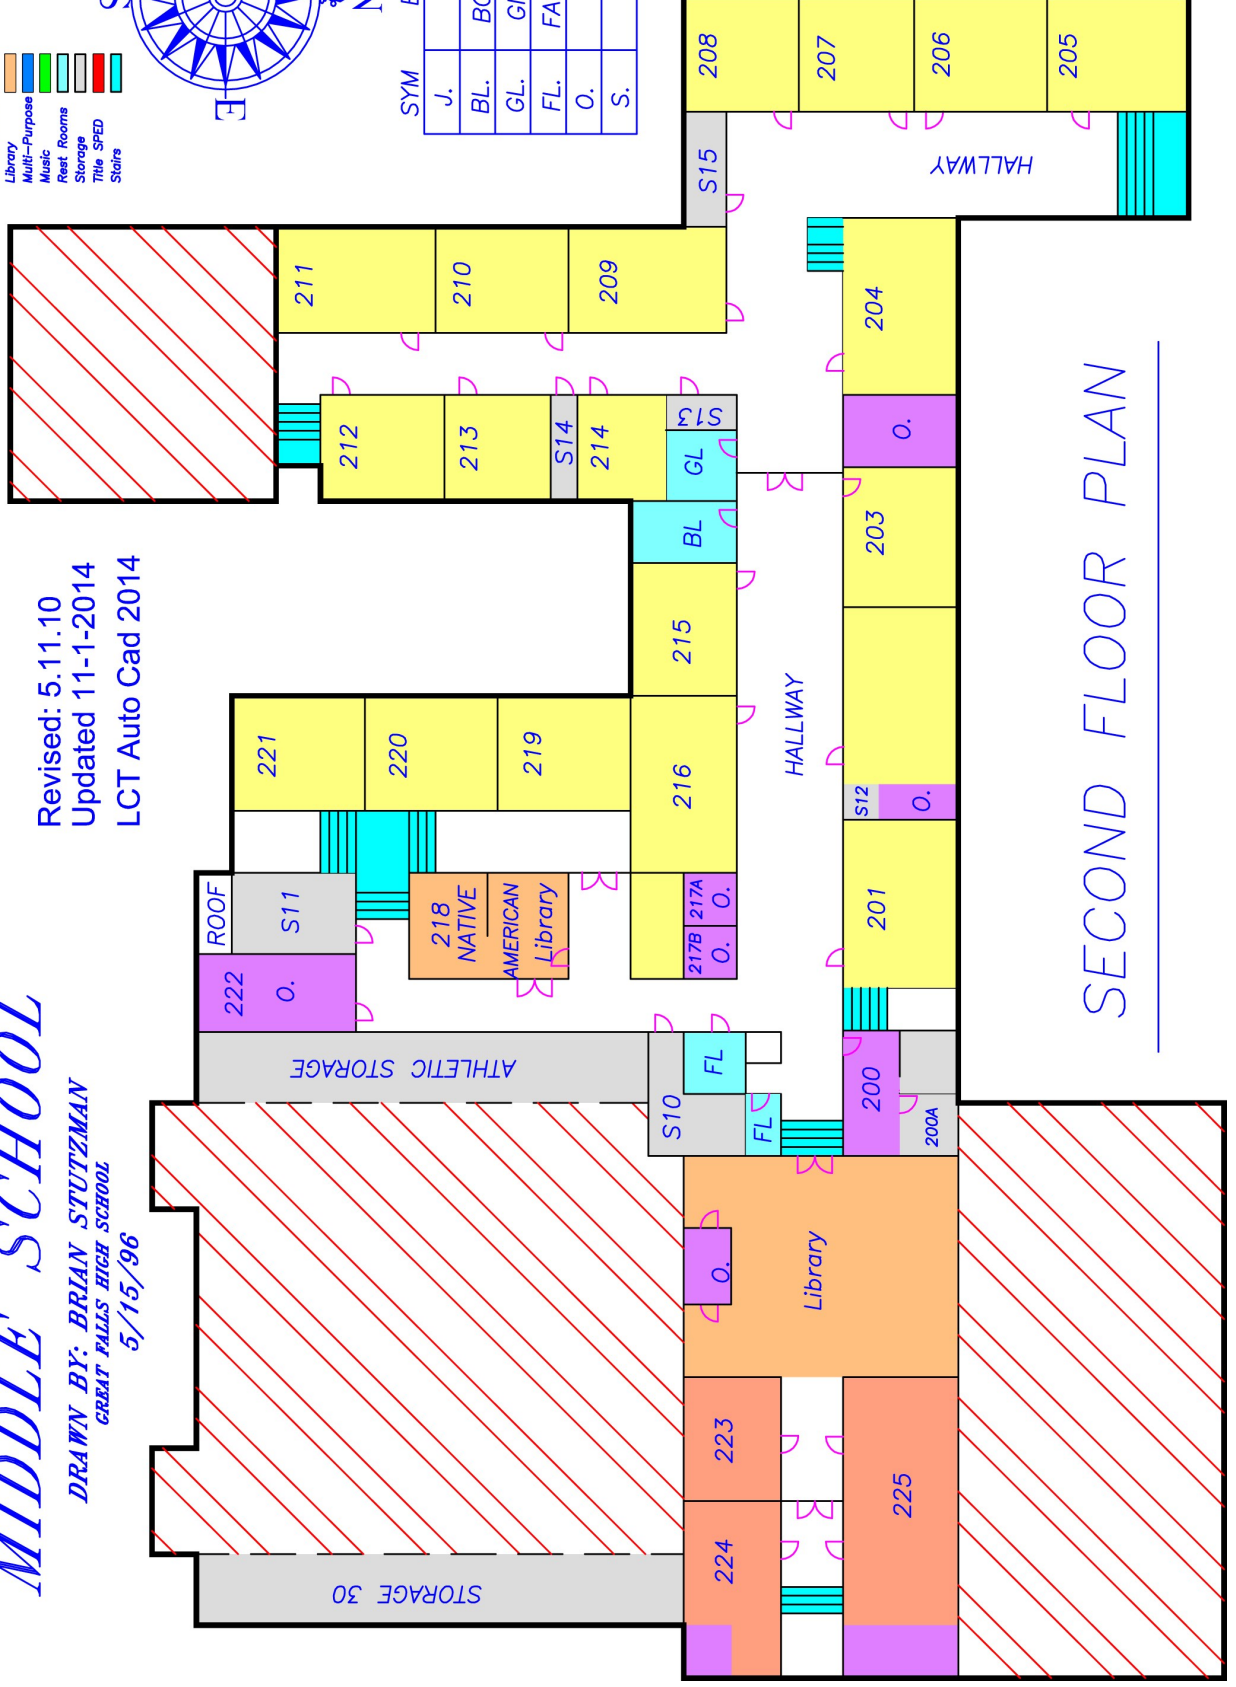 MIDDLE SCHOOL
DRAWN BY: BRIAN STUTZMAN
GREAT FALLS HIGH SCHOOL
5/15/96
Revised: 5.11.10
Updated 11-1-2014
LCT Auto Cad 2014
Library
Multi-Purpose
Music
Rest Rooms
Storage
Title SPED
Stairs
E
N
SYM
J.
BL.
GL.
FL.
O.
S.
208
207
206
205
S15
HALLWAY
211
210
209
204
212
213
S14
214
S13
GL
O.
BL
203
215
HALLWAY
221
220
219
216
S12
O.
ROOF
S11
218
NATIVE
AMERICAN
Library
217A
O.
217B
O.
201
222
O.
ATHLETIC STORAGE
S10
FL
FL
200
200A
O.
Library
223
224
225
STORAGE 30
SECOND FLOOR PLAN